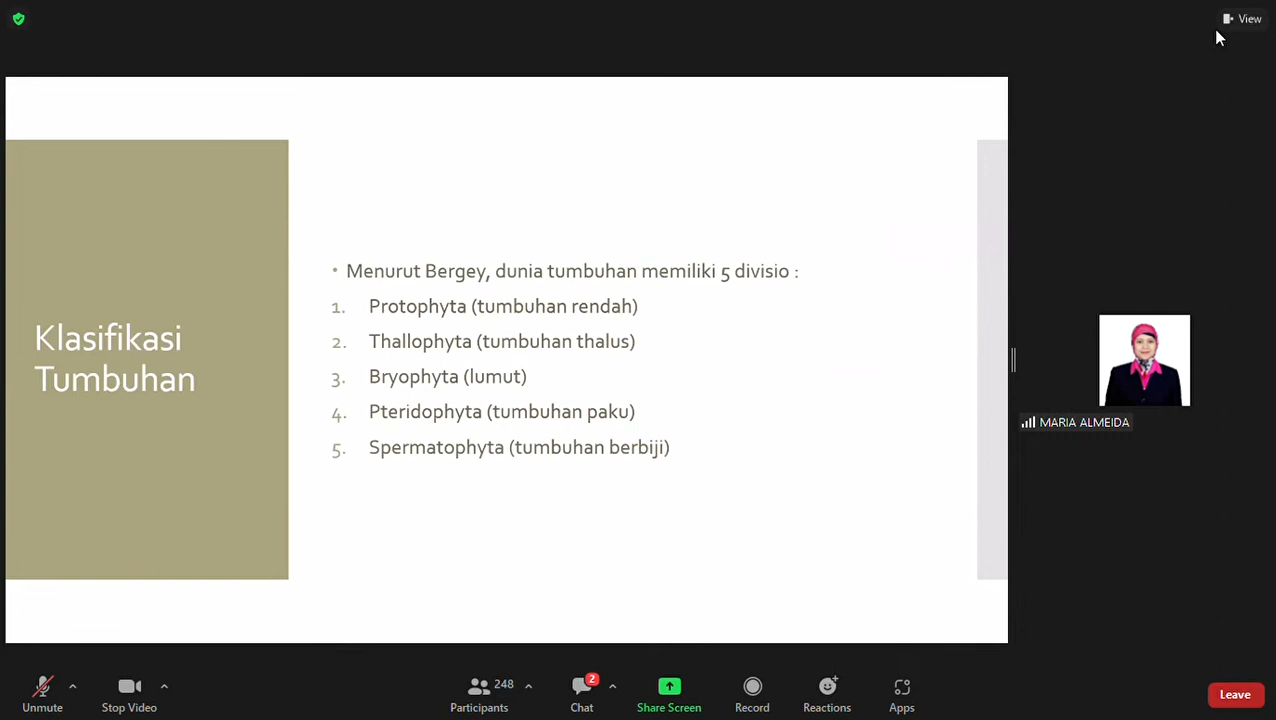 View
Klasifikasi
Tumbuhan
• Menurut Bergey, dunia tumbuhan memiliki 5 divisio :
1. Protophyta (tumbuhan rendah)
2. Thallophyta (tumbuhan thalus)
3. Bryophyta (lumut)
4. Pteridophyta (tumbuhan paku)
5. Spermatophyta (tumbuhan berbiji)
MARIA ALMEIDA
Unmute
Stop Video
248
Participants
2
Chat
Share Screen
Record
Reactions
Apps
Leave